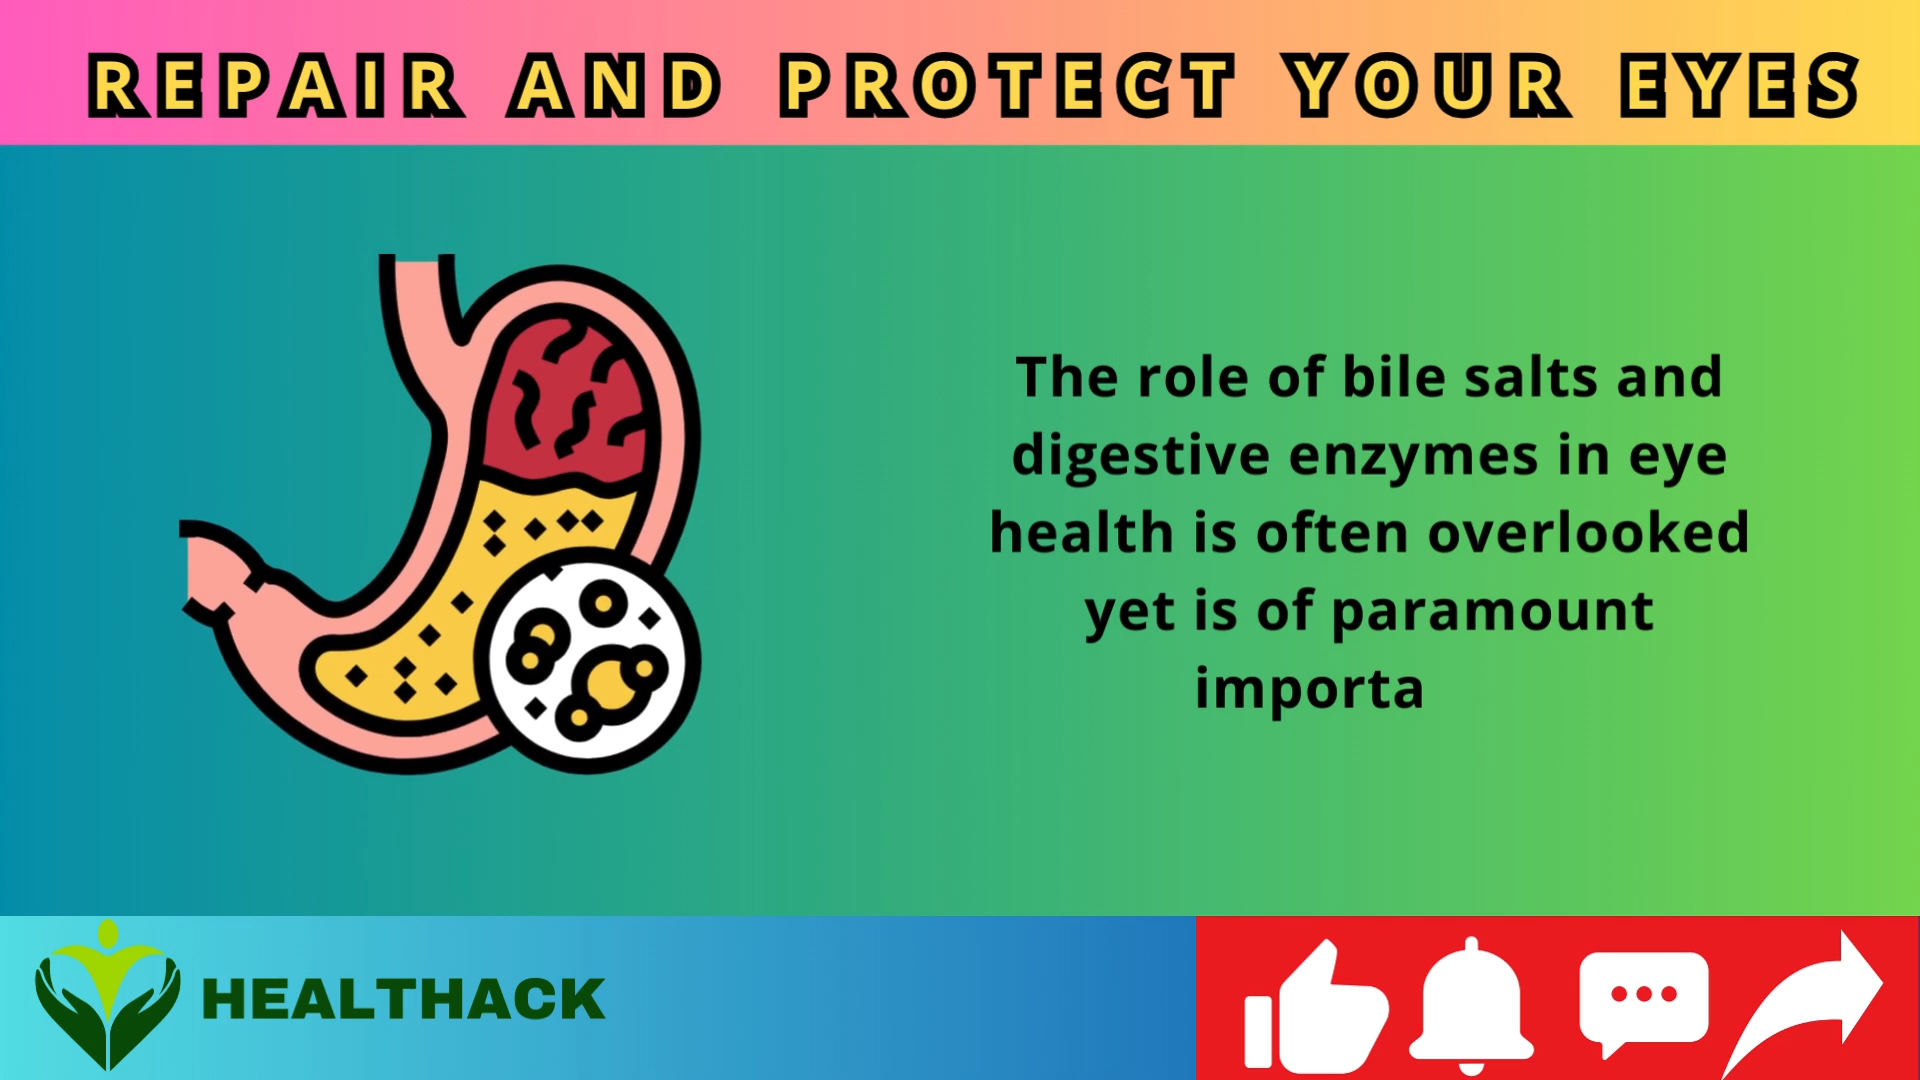 REPAIR AND PROTECT YOUR EYES
The role of bile salts and
digestive enzymes in eye
health is often overlooked
yet is of paramount
importa
HEALTHACK